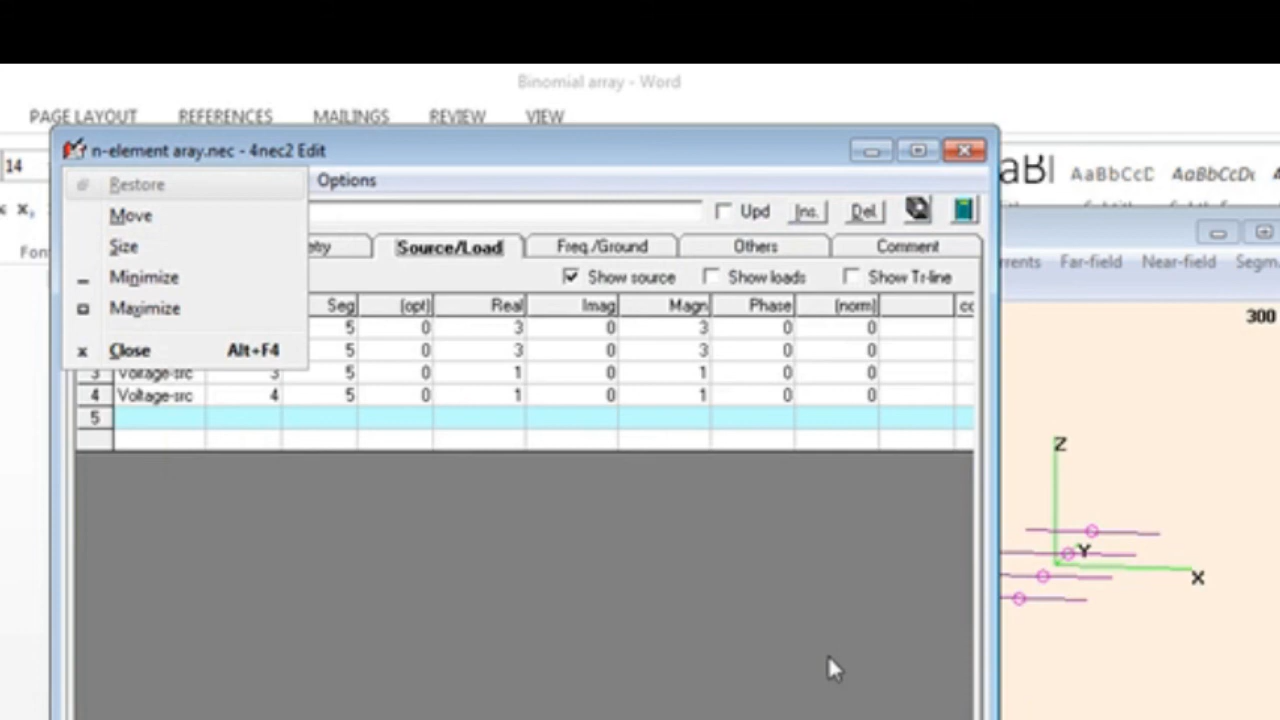 Binomial array - Word
PAGE LAYOUT REFERENCES MAILINGS REVIEW VIEW
n-element aray.nec - 4nec2 Edit
14
Restore
Options
Move
Upd Ins. Del
AaBbCcD AaBbCcDc
Size
Source/Load Freq./Ground Others Comment
Far-field Near-field Segm.
Minimize
Show source Show loads Show Tr-line
Maximize
Seg (opt) Real Imag Magn Phase (norm)
300
5 0 3 0 3 0 0
Close Alt+F4
5 0 3 0 3 0 0
3 Voltage-src 3 5 0 1 0 1 0 0
4 Voltage-src 4 5 0 1 0 1 0 0
5
Z
Y
X